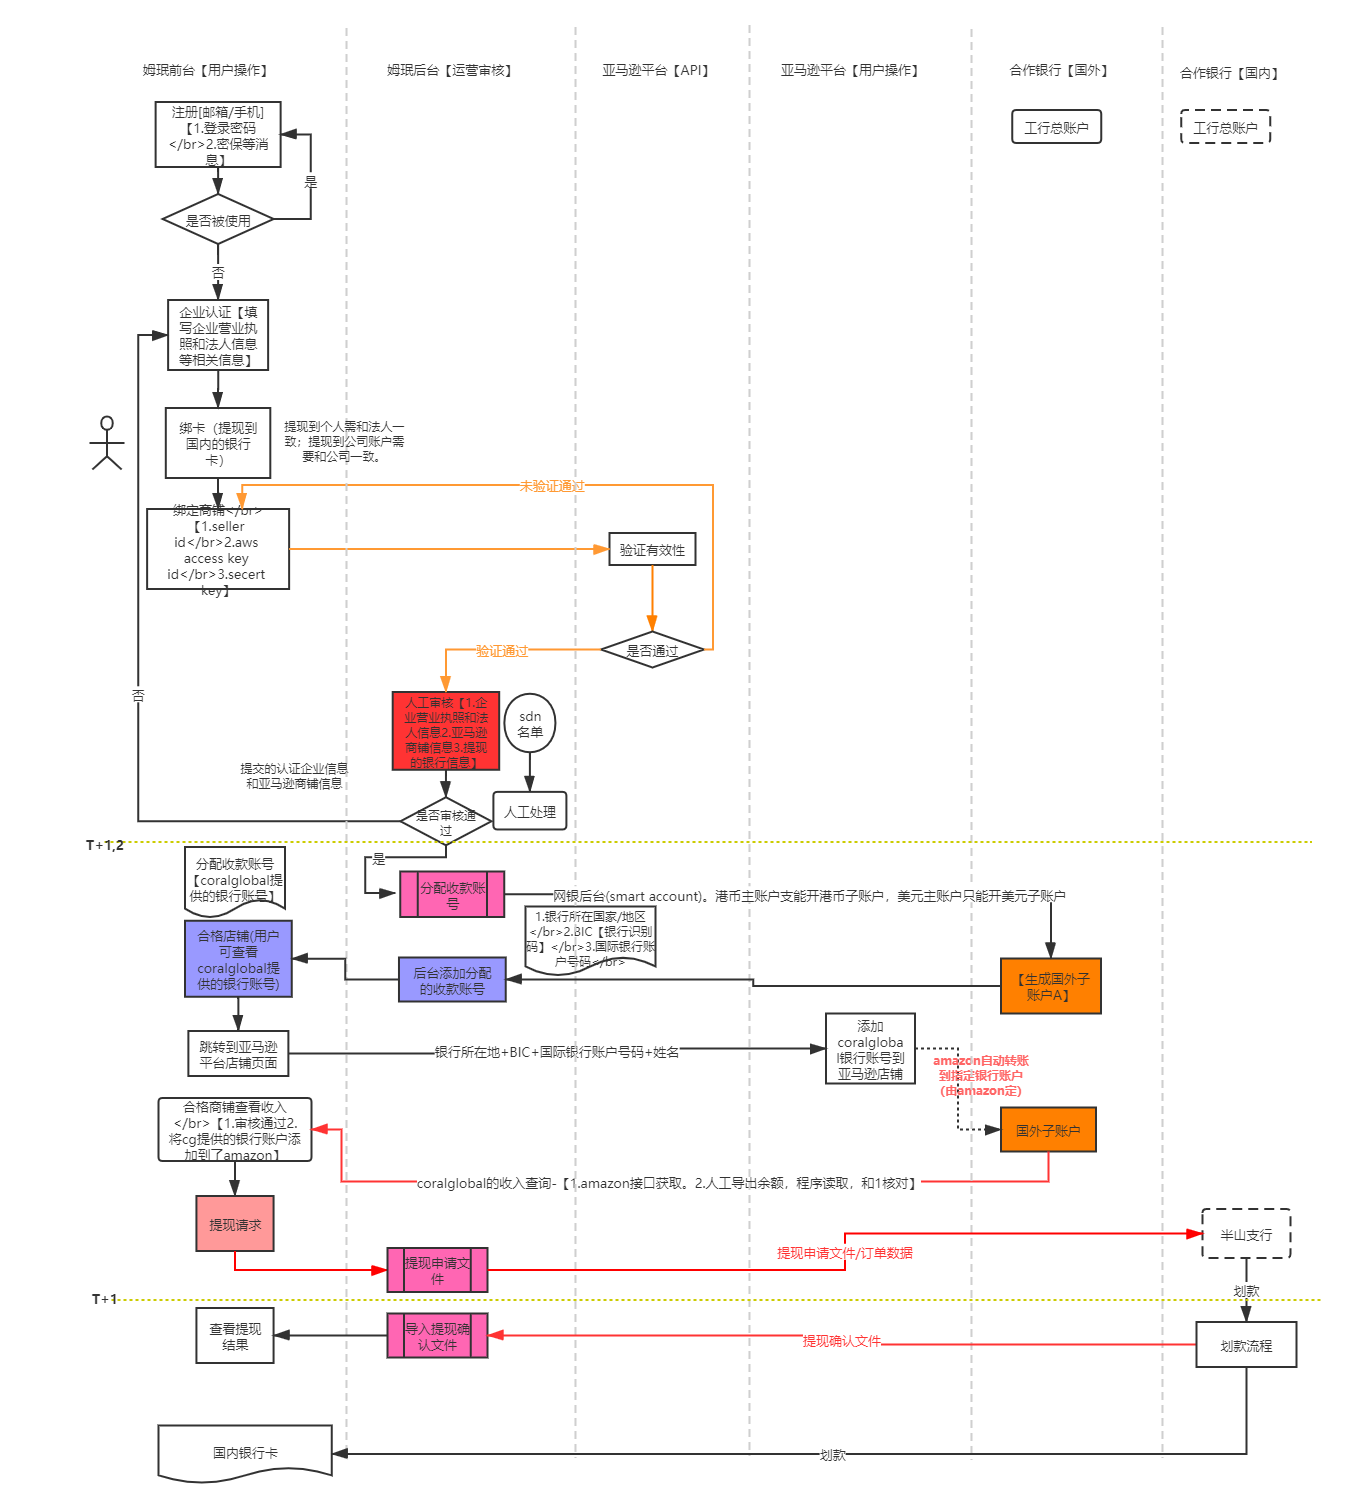 姆珉前台【用户操作】
姆珉后台【运营审核】
亚马逊平台【API】
亚马逊平台【用户操作】
合作银行【国外】
合作银行【国内】
工行总账户
工行总账户
注册[邮箱/手机]
【1.登录密码
</br>2.密保等消
息】
是
是否被使用
否
企业认证【填
写企业营业执
照和法人信息
等相关信息】
绑卡（提现到
国内的银行
卡）
提现到个人需和法人一
致；提现到公司账户需
要和公司一致。
未验证通过
绑定商铺</br>
【1.seller
id</br>2.aws
access key
id</br>3.secert
key】
验证有效性
是否通过
验证通过
否
人工审核【1.企
业营业执照和法
人信息2.亚马逊
商铺信息3.提现
的银行信息】
sdn
名单
提交的认证企业信息
和亚马逊商铺信息
人工处理
是否审核通
过
T+1,2
是
分配收款账号
【coralglobal提
供的银行账号】
分配收款账
号
网银后台(smart account)。港币主账户支能开港币子账户，美元主账户只能开美元子账户
1.银行所在国家/地区
</br>2.BIC【银行识别
码】</br>3.国际银行账
户号码</br>
合格店铺(用户
可查看
coralglobal提
供的银行账号)
后台添加分配
的收款账号
【生成国外子
账户A】
跳转到亚马逊
平台店铺页面
银行所在地+BIC+国际银行账户号码+姓名
添加
coralgloba
l银行账号到
亚马逊店铺
amazon自动转账
到指定银行账户
(由amazon定)
合格商铺查看收入
</br>【1.审核通过2.
将cg提供的银行账户添
加到了amazon】
国外子账户
coralglobal的收入查询-【1.amazon接口获取。2.人工导出余额，程序读取，和1核对】
提现请求
提现申请文
件
提现申请文件/订单数据
半山支行
划款
T+1
查看提现
结果
导入提现确
认文件
提现确认文件
划款流程
国内银行卡
划款